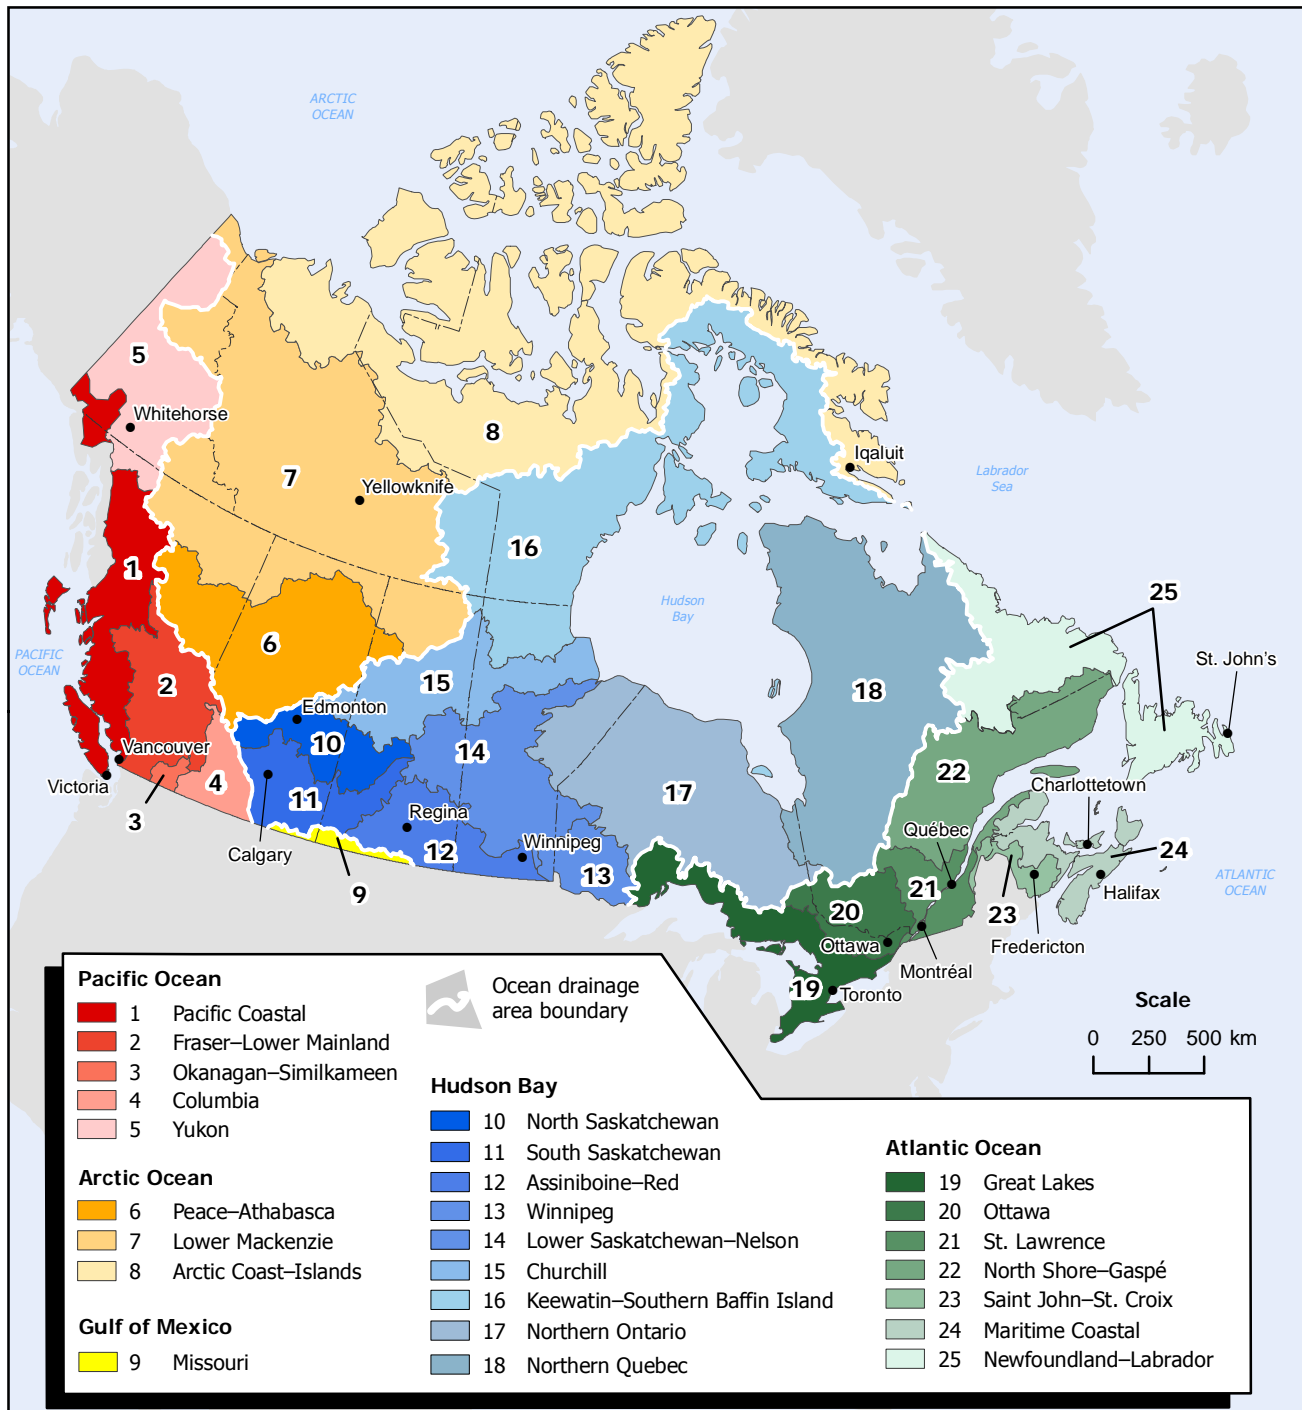 ARCTIC
OCEAN
5
Whitehorse
8
Iqaluit
7
Yellowknife
Labrador
Sea
16
1
Hudson
Bay
25
6
PACIFIC
OCEAN
St. John's
2
15
18
Edmonton
10
14
Vancouver
22
4
Victoria
Charlottetown
17
11
Regina
3
Québec
Winnipeg
12
24
Calgary
13
ATLANTIC
OCEAN
9
21
Halifax
20
23
Ottawa
Fredericton
Montréal
19
Toronto
Scale
0 250 500 km
Ocean drainage
area boundary
Pacific Ocean
1 Pacific Coastal
2 Fraser–Lower Mainland
3 Okanagan–Similkameen
4 Columbia
5 Yukon
Arctic Ocean
6 Peace–Athabasca
7 Lower Mackenzie
8 Arctic Coast–Islands
Gulf of Mexico
9 Missouri
Hudson Bay
10 North Saskatchewan
11 South Saskatchewan
12 Assiniboine–Red
13 Winnipeg
14 Lower Saskatchewan–Nelson
15 Churchill
16 Keewatin–Southern Baffin Island
17 Northern Ontario
18 Northern Quebec
Atlantic Ocean
19 Great Lakes
20 Ottawa
21 St. Lawrence
22 North Shore–Gaspé
23 Saint John–St. Croix
24 Maritime Coastal
25 Newfoundland–Labrador